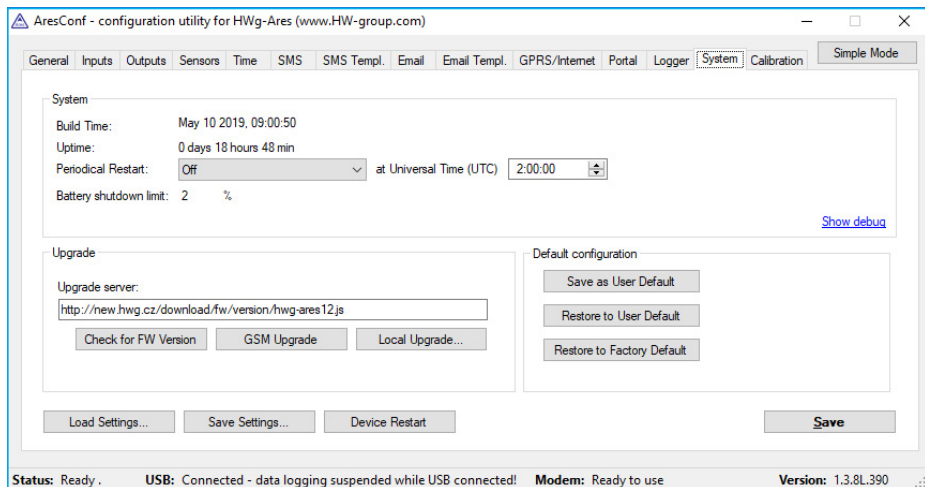 AresConf - configuration utility for HWg-Ares (www.HW-group.com)
General Inputs Outputs Sensors Time SMS SMS Templ. Email Email Templ. GPRS/Internet Portal Logger System Calibration Simple Mode
System
Build Time: May 10 2019, 09:00:50
Uptime: 0 days 18 hours 48 min
Periodical Restart: Off at Universal Time (UTC) 2:00:00
Battery shutdown limit: 2 %
Show debug
Upgrade
Upgrade server:
http://new.hwg.cz/download/fw/version/hwg-ares12.js
Check for FW Version GSM Upgrade Local Upgrade...
Default configuration
Save as User Default
Restore to User Default
Restore to Factory Default
Load Settings... Save Settings... Device Restart Save
Status: Ready . USB: Connected - data logging suspended while USB connected! Modem: Ready to use Version: 1.3.8L.390